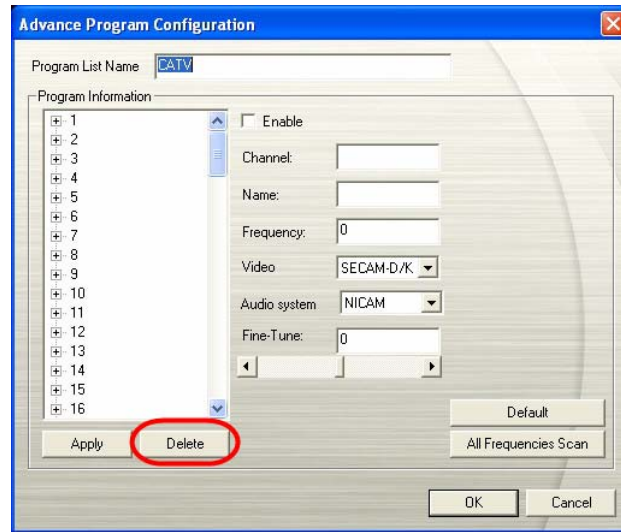 Advance Program Configuration
Program List Name CATV
Program Information
1
2
3
4
5
6
7
8
9
10
11
12
13
14
15
16
Enable
Channel:
Name:
Frequency: 0
Video SECAM-D/K
Audio system NICAM
Fine-Tune: 0
Apply Delete
Default
All Frequencies Scan
OK Cancel